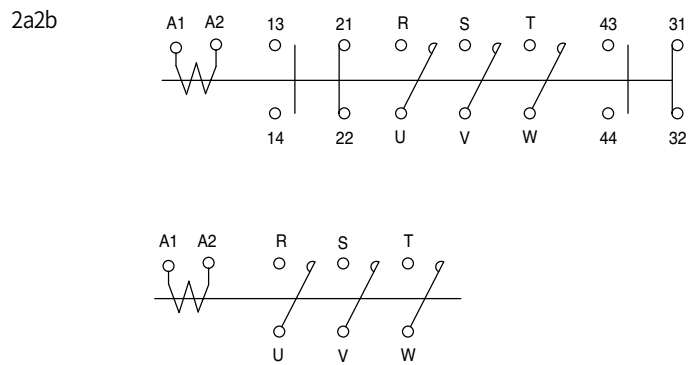 2a2b
A1 A2 13 21 R S T 43 31
14 22 U V W 44 32
A1 A2 R S T
U V W